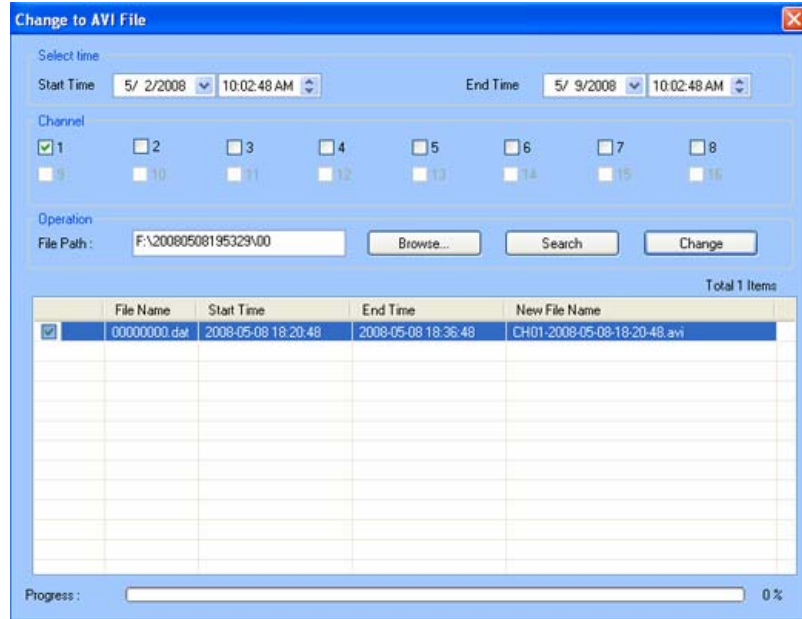 Change to AVI File
Select time
Start Time 5/ 2/2008 10:02:48 AM End Time 5/ 9/2008 10:02:48 AM
Channel
1 2 3 4 5 6 7 8
9 10 11 12 13 14 15 16
Operation
File Path : F:\20080508195329\00 Browse... Search Change
Total 1 Items
File Name Start Time End Time New File Name
00000000.dat 2008-05-08 18:20:48 2008-05-08 18:36:48 CH01-2008-05-08-18-20-48.avi
Progress : 0 %